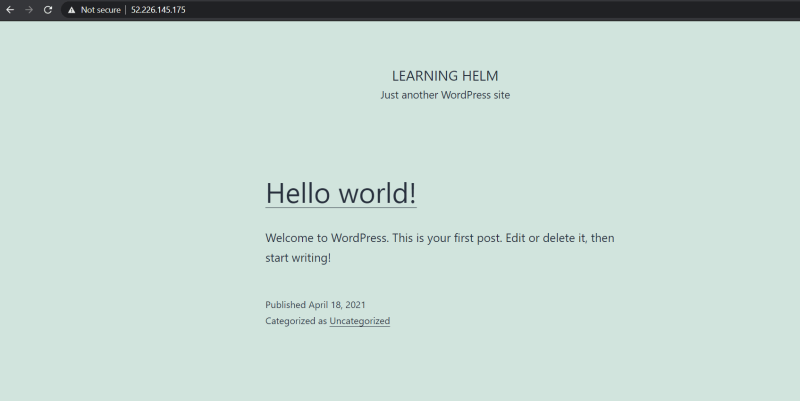 Not secure | 52.226.145.175
LEARNING HELM
Just another WordPress site
Hello world!
Welcome to WordPress. This is your first post. Edit or delete it, then
start writing!
Published April 18, 2021
Categorized as Uncategorized